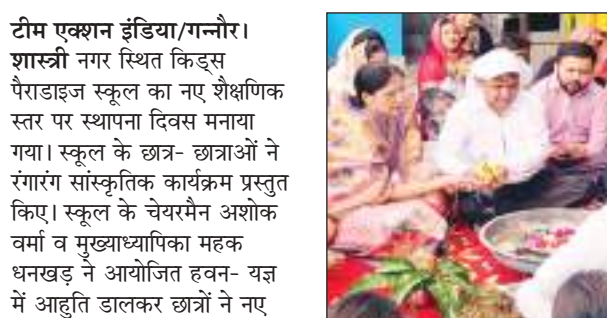 टीम एक्शन इंडिया/गन्नौर।
शास्त्री नगर स्थित किड्स
पैराडाइज स्कूल का नए शैक्षणिक
स्तर पर स्थापना दिवस मनाया
गया। स्कूल के छात्र- छात्राओं ने
रंगारंग सांस्कृतिक कार्यक्रम प्रस्तुत
किए। स्कूल के चेयरमैन अशोक
वर्मा व मुख्याध्यापिका महक
धनखड़ ने आयोजित हवन- यज्ञ
में आहुति डालकर छात्रों ने नए